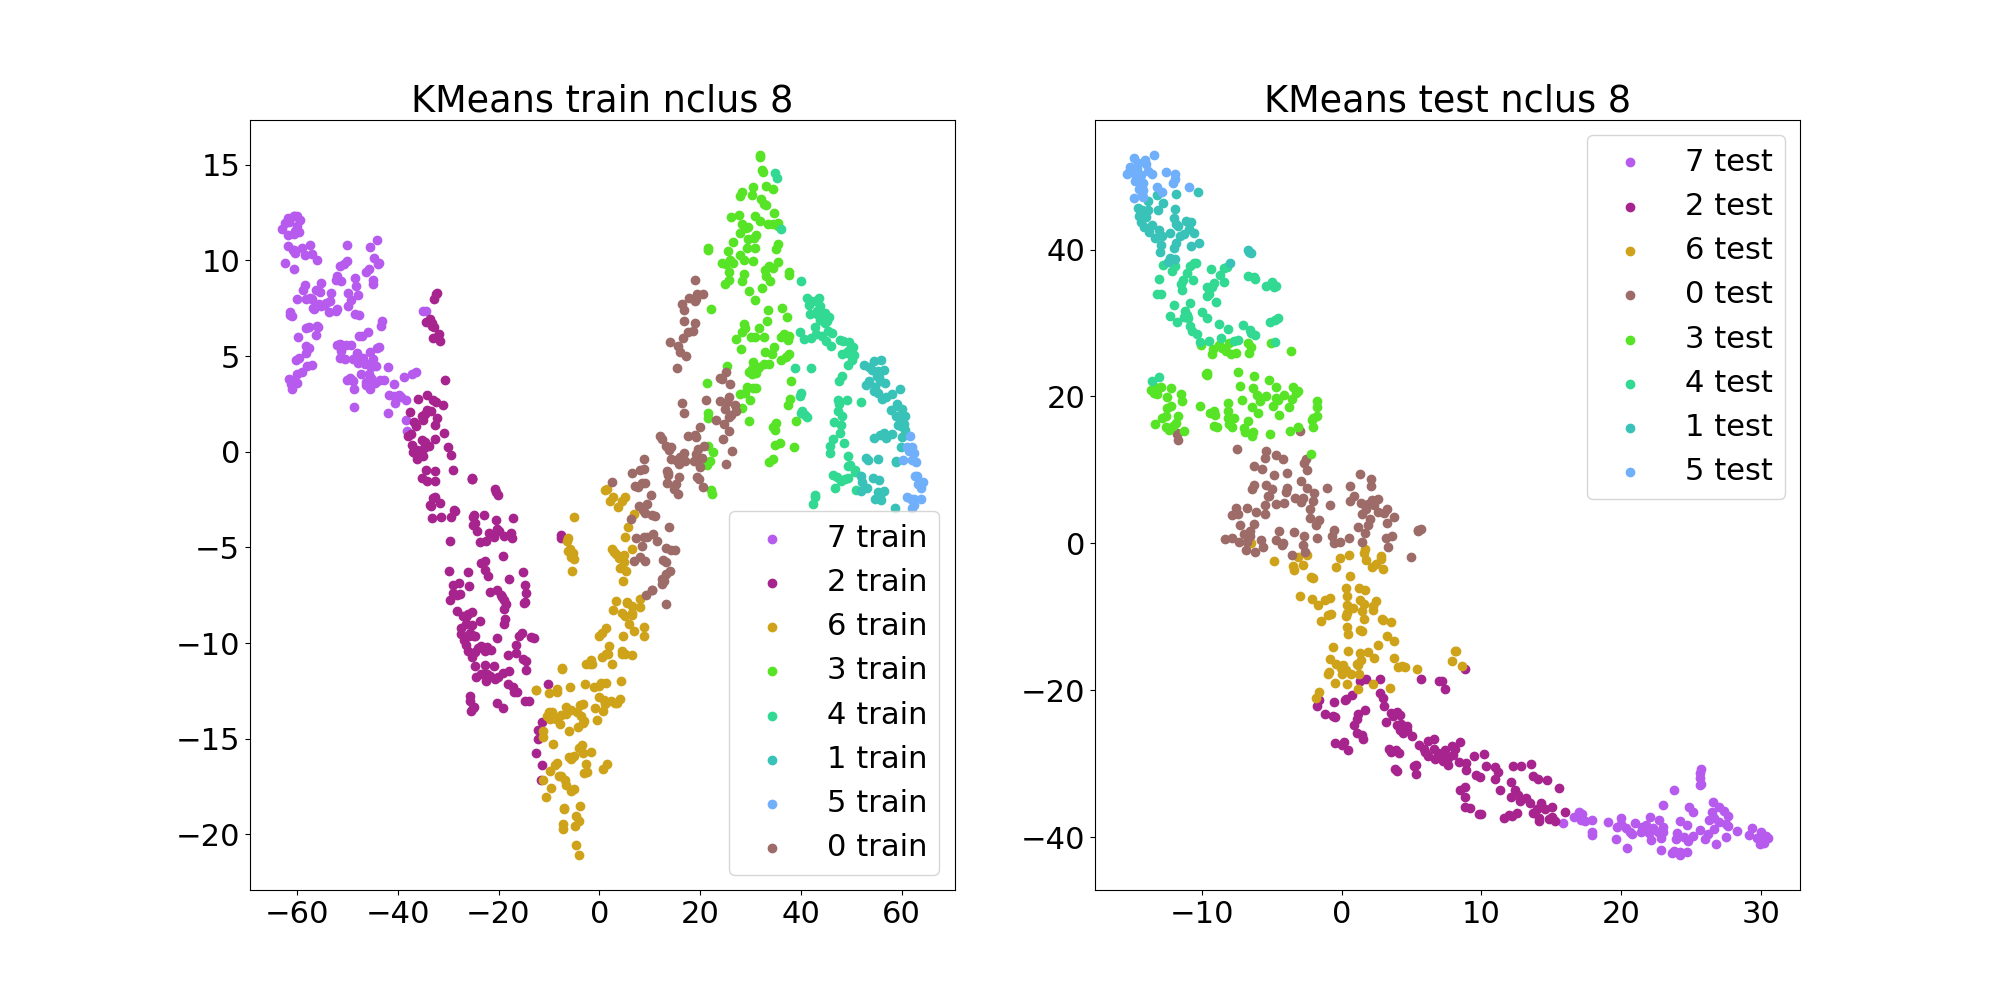 KMeans train nclus 8
15
10
5
0
−5
−10
−15
−20
−60 −40 −20 0 20 40 60
7 train
2 train
6 train
3 train
4 train
1 train
5 train
0 train
KMeans test nclus 8
40
20
0
−20
−40
−10 0 10 20 30
7 test
2 test
6 test
0 test
3 test
4 test
1 test
5 test